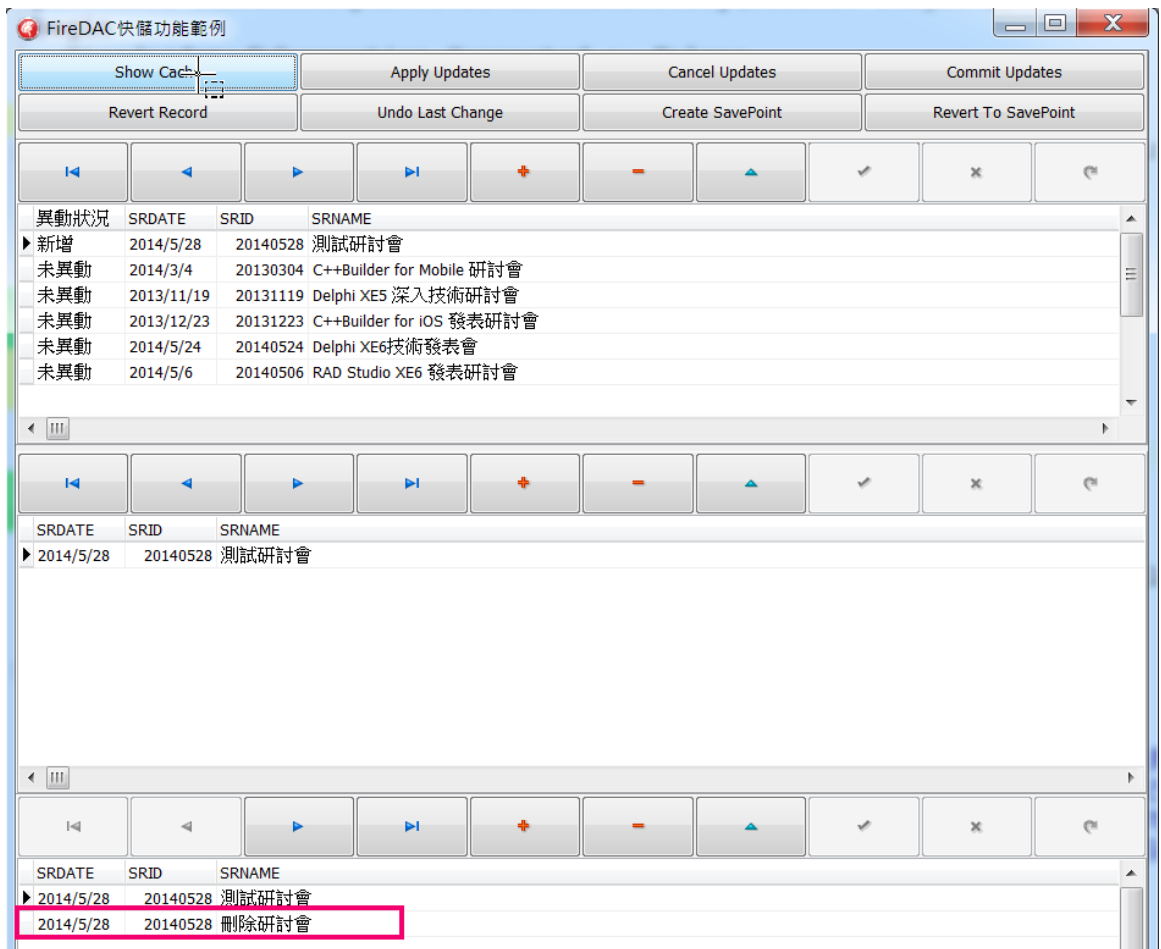 FireDAC快儲功能範例
Show Cach
Apply Updates
Cancel Updates
Commit Updates
Revert Record
Undo Last Change
Create SavePoint
Revert To SavePoint
異動狀況 SRDATE SRID SRNAME
新增 2014/5/28 20140528 測試研討會
未異動 2014/3/4 20130304 C++Builder for Mobile 研討會
未異動 2013/11/19 20131119 Delphi XE5 深入技術研討會
未異動 2013/12/23 20131223 C++Builder for iOS 發表研討會
未異動 2014/5/24 20140524 Delphi XE6技術發表會
未異動 2014/5/6 20140506 RAD Studio XE6 發表研討會
SRDATE SRID SRNAME
2014/5/28 20140528 測試研討會
SRDATE SRID SRNAME
2014/5/28 20140528 測試研討會
2014/5/28 20140528 刪除研討會